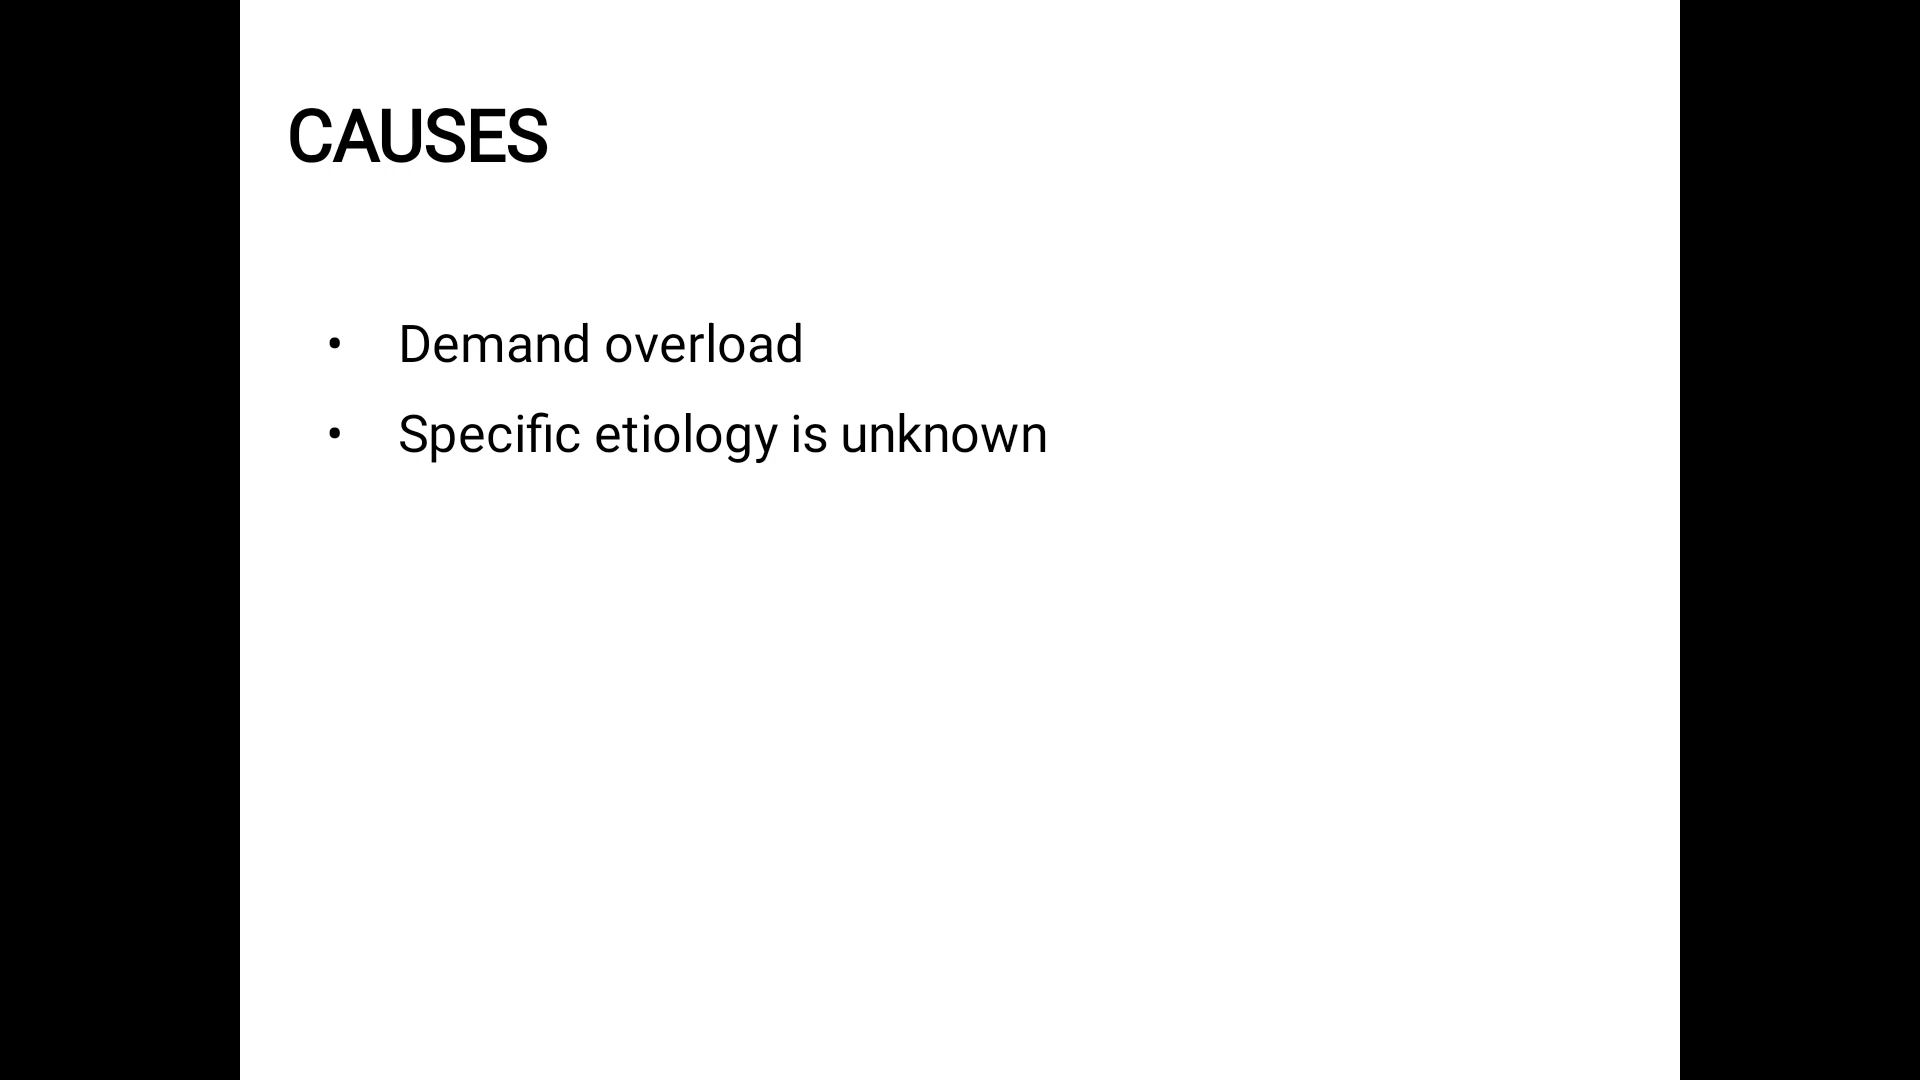 CAUSES
• Demand overload
• Specific etiology is unknown